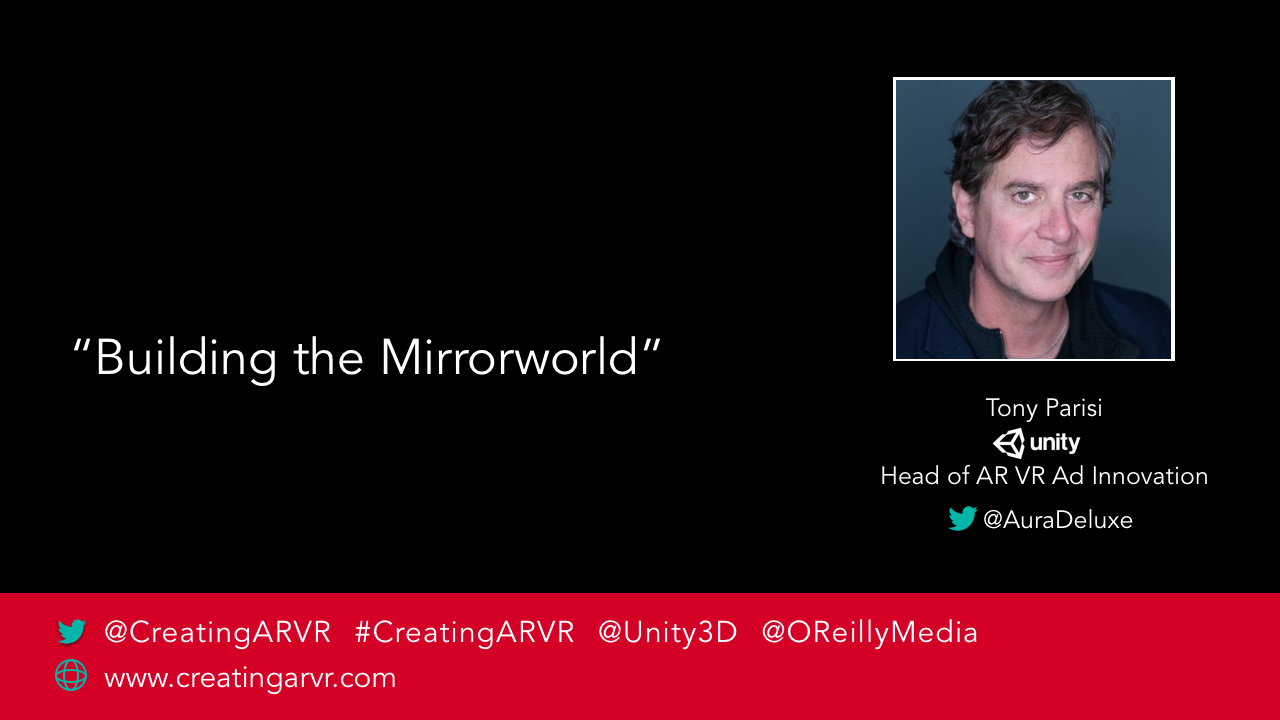 “Building the Mirrorworld”
Tony Parisi
unity
Head of AR VR Ad Innovation
@AuraDeluxe
@CreatingARVR #CreatingARVR @Unity3D @OReillyMedia
www.creatingarvr.com